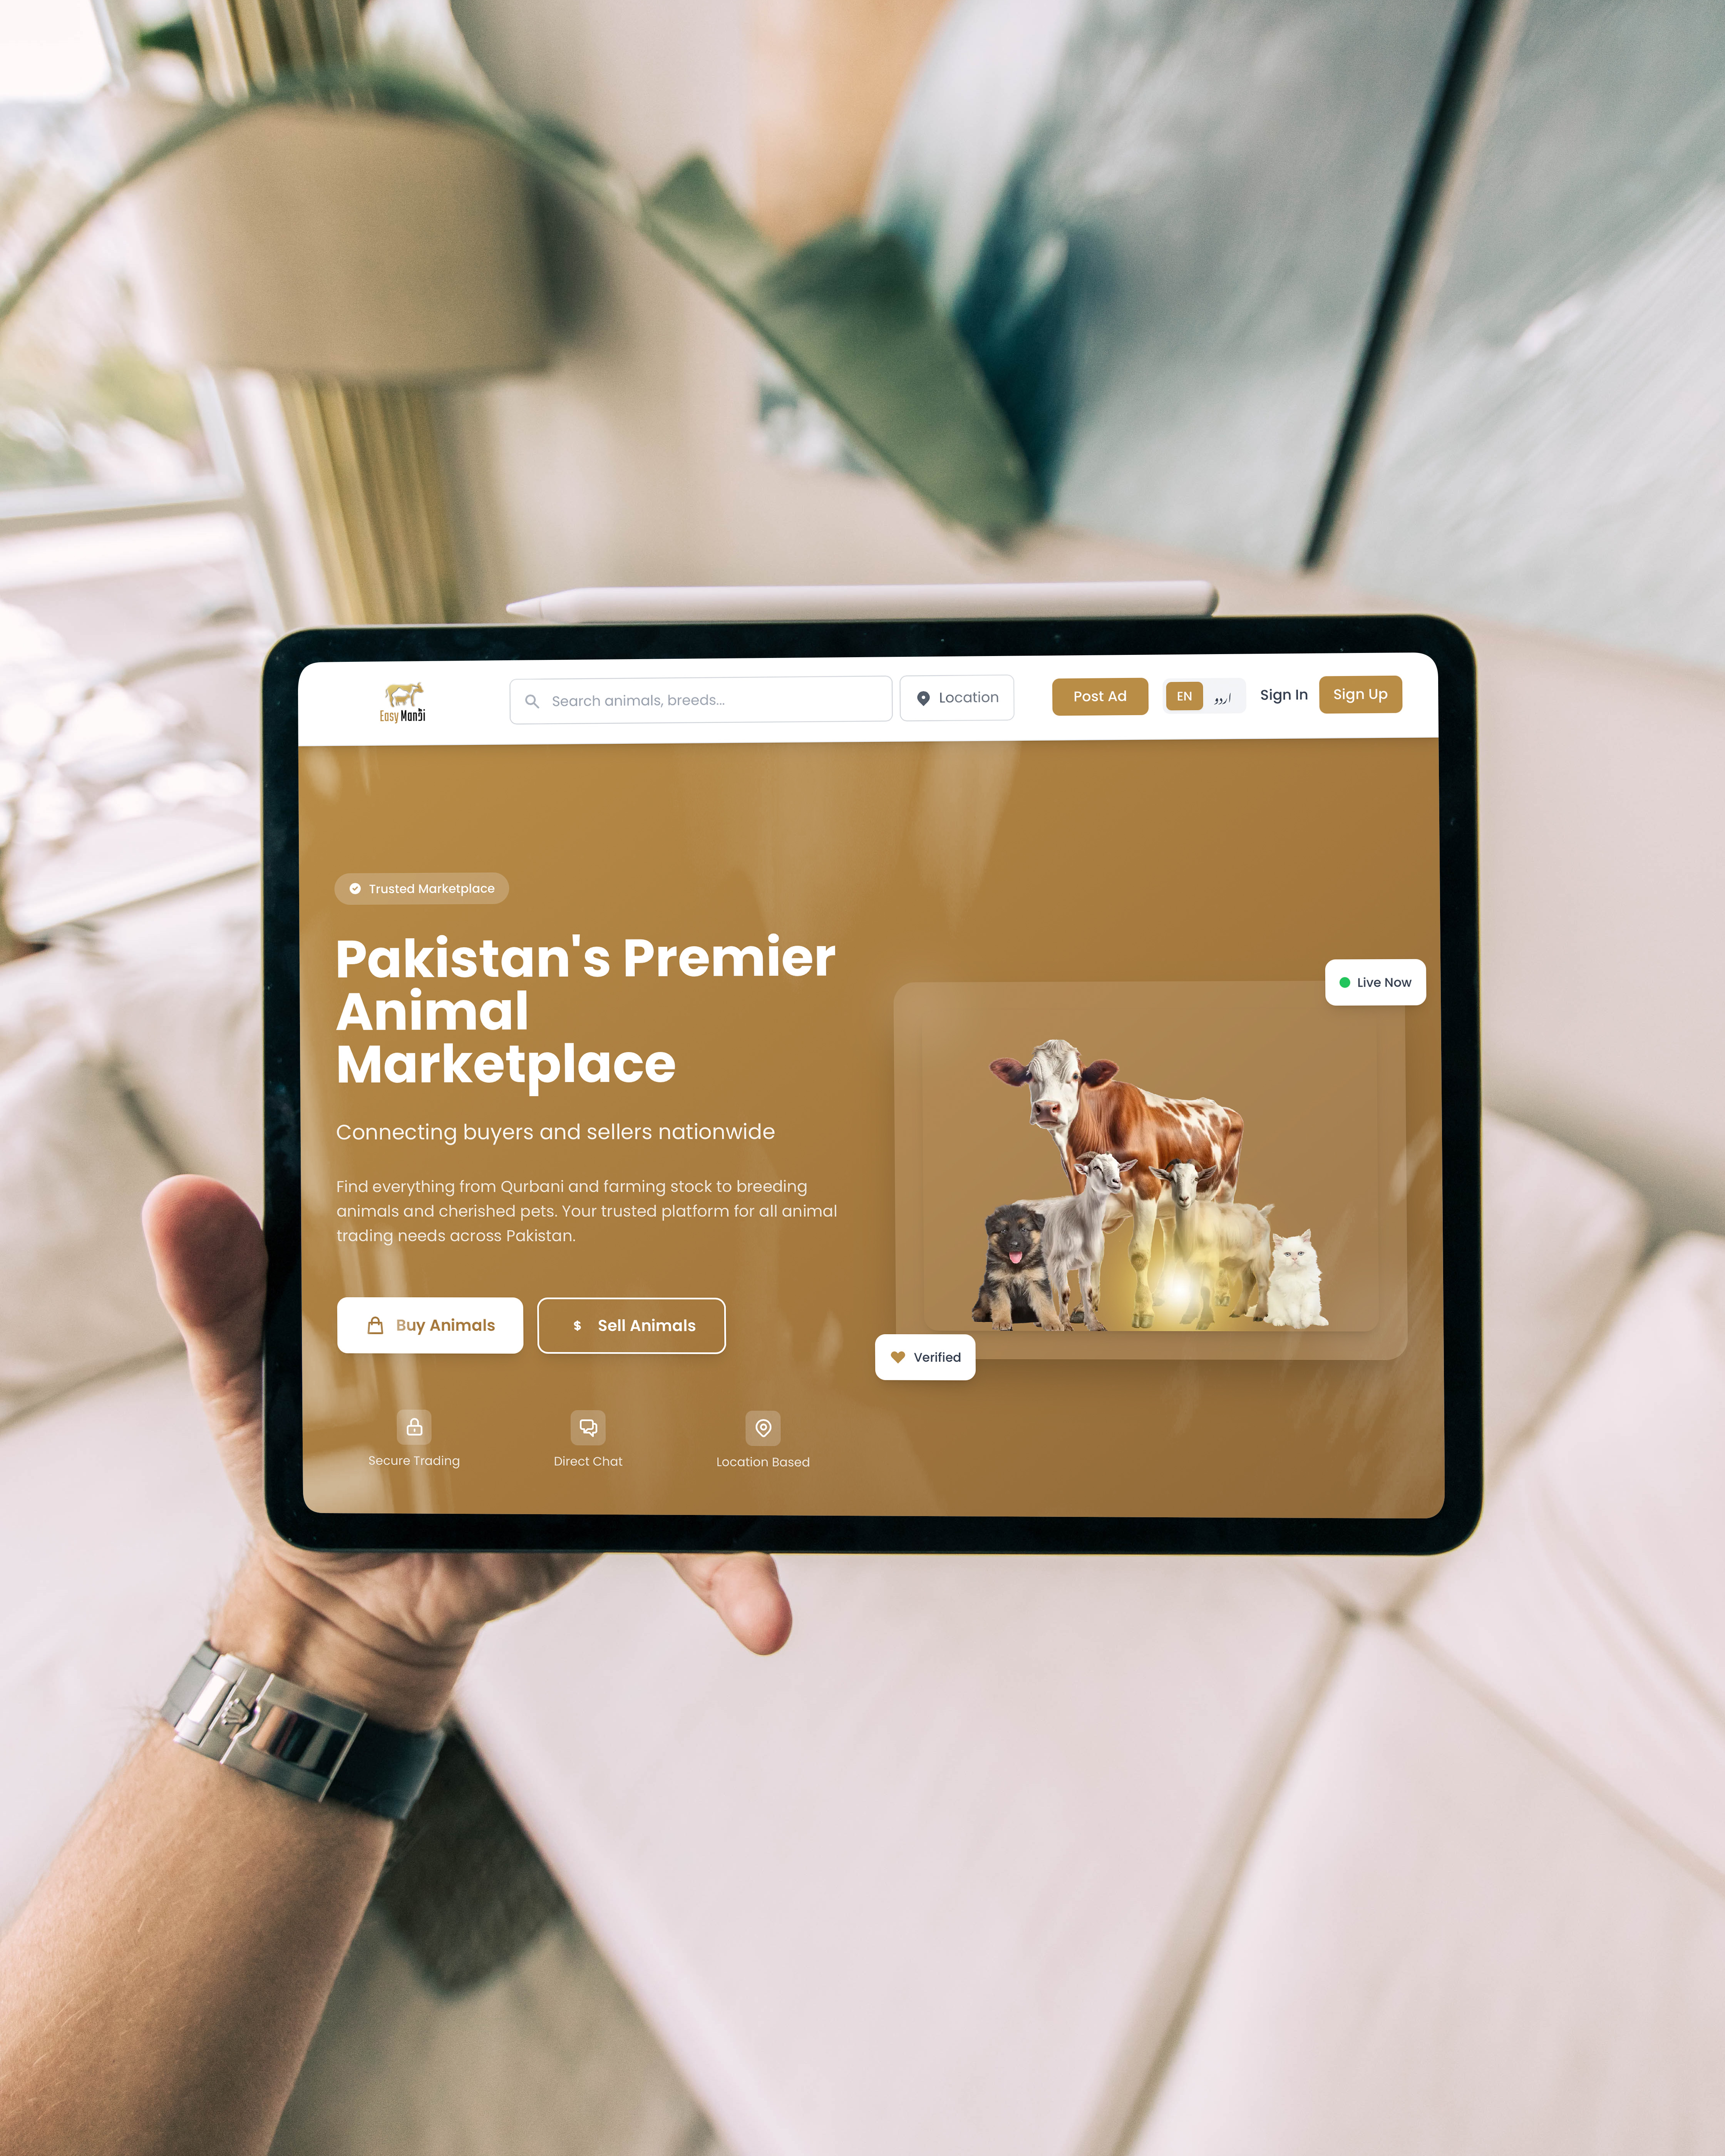 Easy Mandi
Search animals, breeds...
Location
Post Ad
EN
اردو
Sign In
Sign Up
Trusted Marketplace
Pakistan's Premier
Animal
Marketplace
Connecting buyers and sellers nationwide
Find everything from Qurbani and farming stock to breeding
animals and cherished pets. Your trusted platform for all animal
trading needs across Pakistan.
Buy Animals
$ Sell Animals
Live Now
Verified
Secure Trading
Direct Chat
Location Based